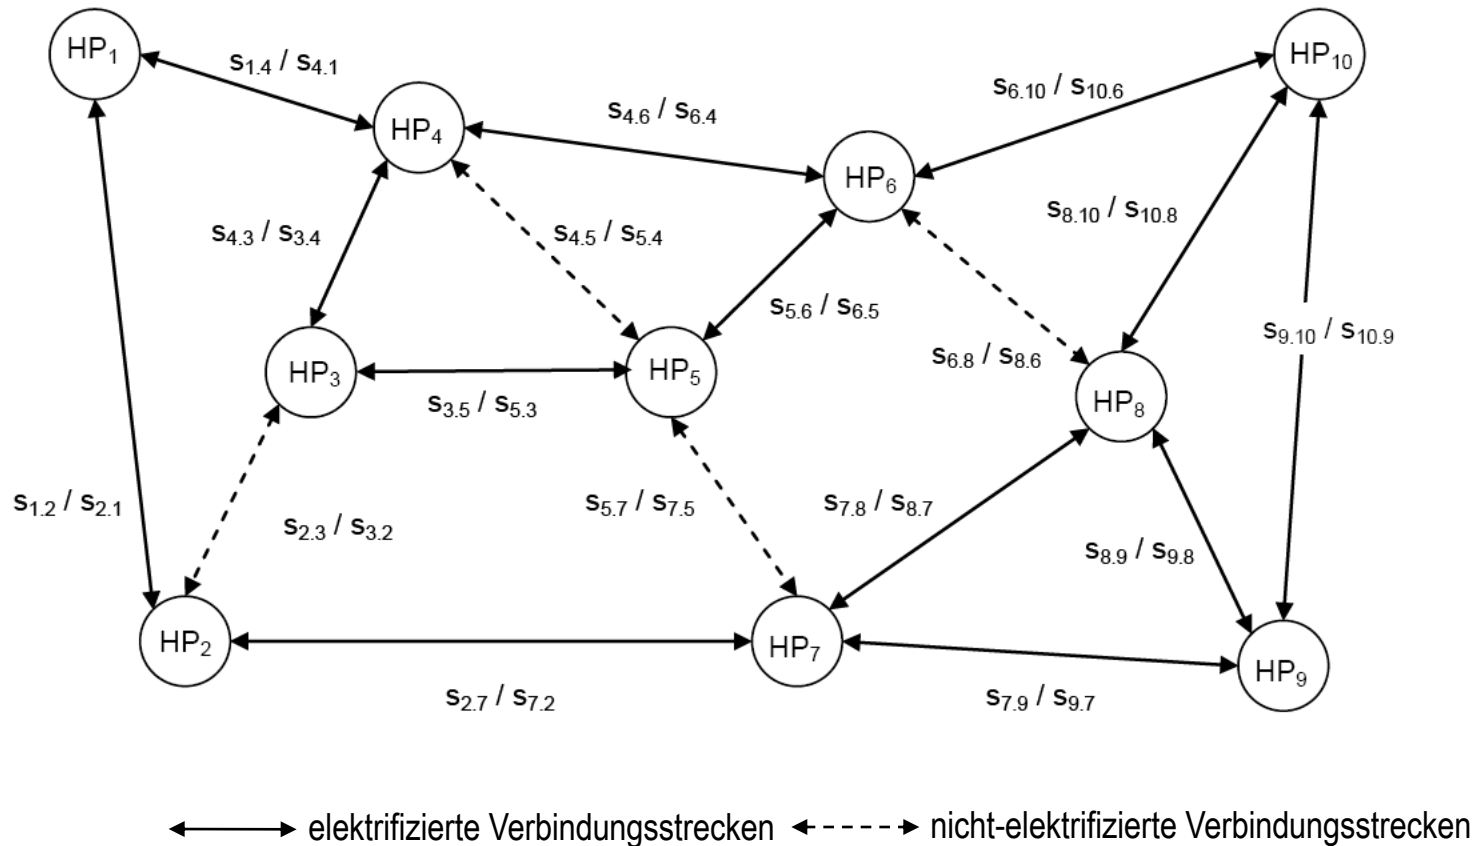 HP1
s1.4 / s4.1
HP10
s6.10 / s10.6
s4.6 / s6.4
HP4
HP6
s8.10 / s10.8
s4.3 / s3.4
s4.5 / s5.4
s5.6 / s6.5
s9.10 / s10.9
s6.8 / s8.6
HP3
HP5
s3.5 / s5.3
HP8
s1.2 / s2.1
s5.7 / s7.5
s7.8 / s8.7
s2.3 / s3.2
s8.9 / s9.8
HP2
HP7
HP9
s2.7 / s7.2
s7.9 / s9.7
elektrifizierte Verbindungsstrecken
nicht-elektrifizierte Verbindungsstrecken